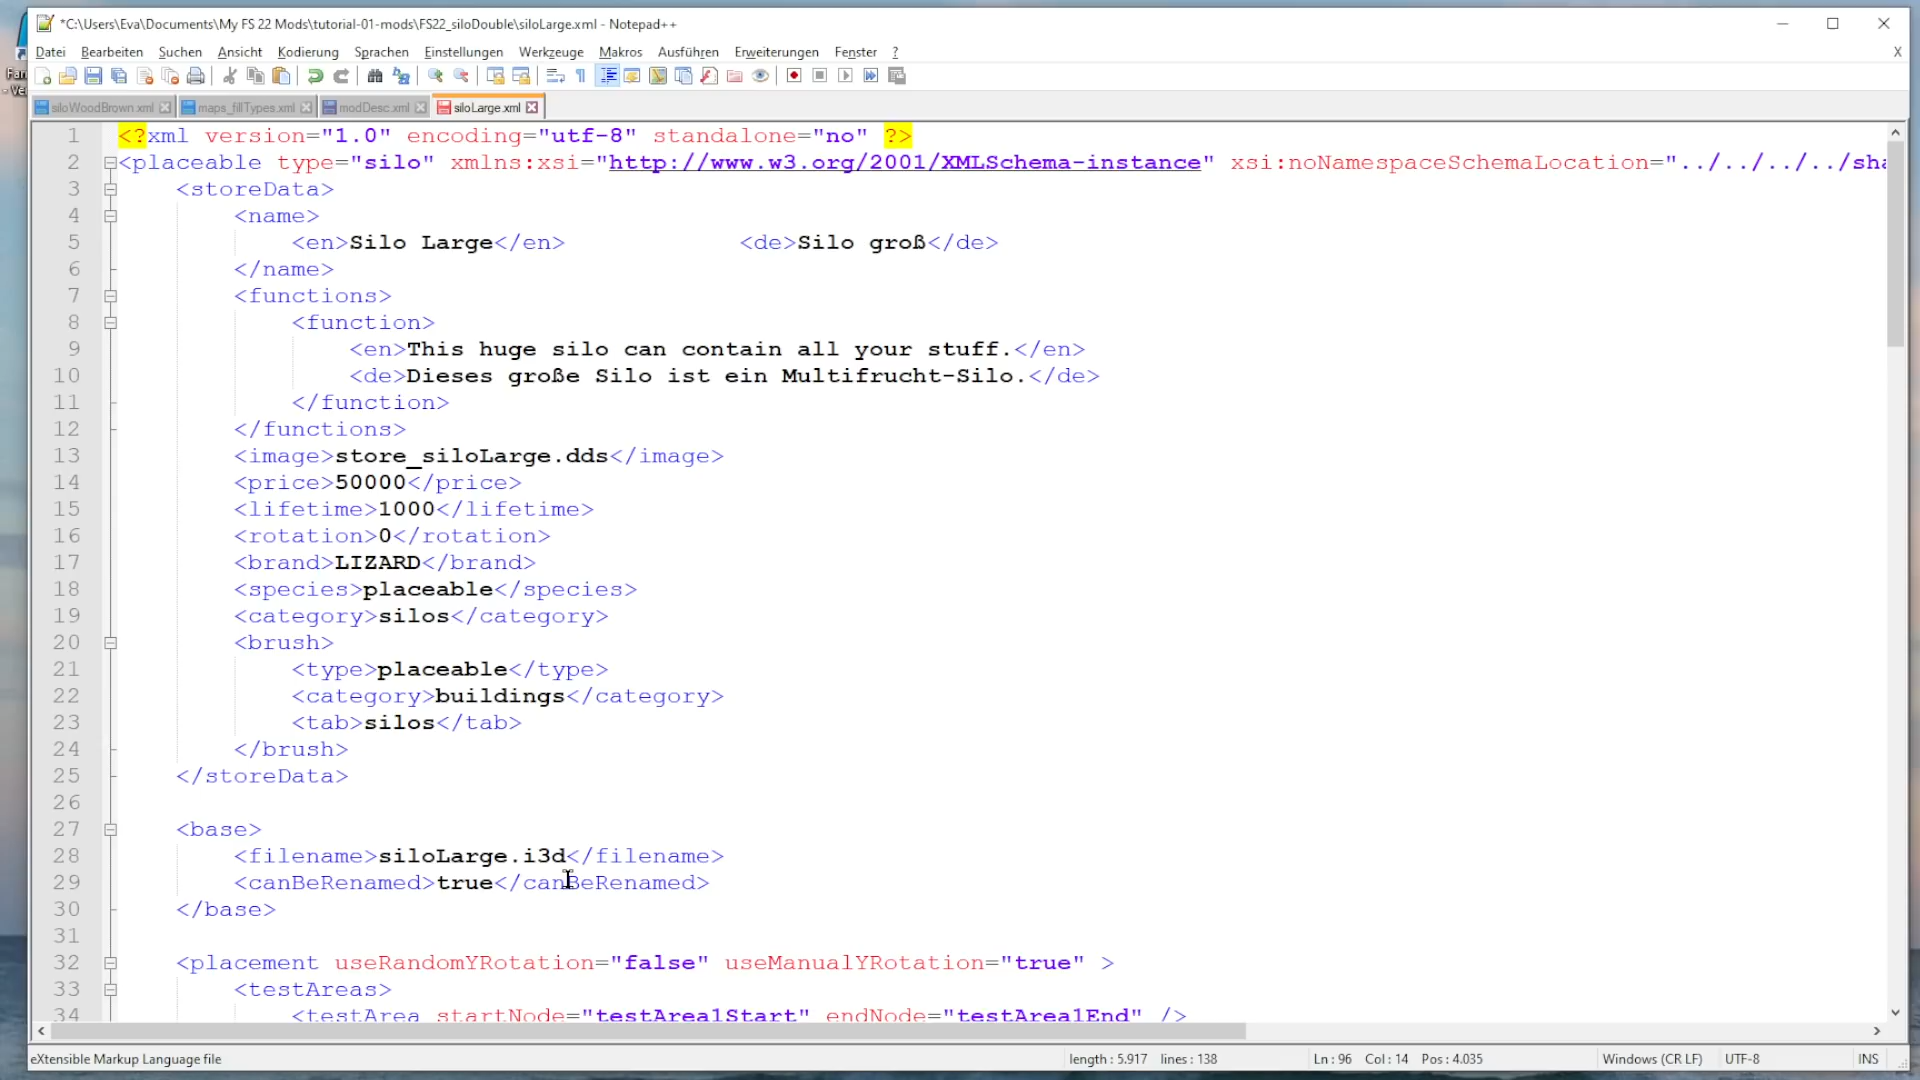 *C:\Users\Eva\Documents\My FS 22 Mods\tutorial-01-mods\FS22_siloDouble\siloLarge.xml - Notepad++
Datei Bearbeiten Suchen Ansicht Kodierung Sprachen Einstellungen Werkzeuge Makros Ausführen Erweiterungen Fenster ? X
siloWoodBrown.xml maps_fillTypes.xml modDesc.xml siloLarge.xml
1 <?xml version="1.0" encoding="utf-8" standalone="no" ?>
2 <placeable type="silo" xmlns:xsi="http://www.w3.org/2001/XMLSchema-instance" xsi:noNamespaceSchemaLocation="../../../../sha
3 <storeData>
4 <name>
5 <en>Silo Large</en> <de>Silo groß</de>
6 </name>
7 <functions>
8 <function>
9 <en>This huge silo can contain all your stuff.</en>
10 <de>Dieses große Silo ist ein Multifrucht-Silo.</de>
11 </function>
12 </functions>
13 <image>store_siloLarge.dds</image>
14 <price>50000</price>
15 <lifetime>1000</lifetime>
16 <rotation>0</rotation>
17 <brand>LIZARD</brand>
18 <species>placeable</species>
19 <category>silos</category>
20 <brush>
21 <type>placeable</type>
22 <category>buildings</category>
23 <tab>silos</tab>
24 </brush>
25 </storeData>
26
27 <base>
28 <filename>siloLarge.i3d</filename>
29 <canBeRenamed>true</canBeRenamed>
30 </base>
31
32 <placement useRandomYRotation="false" useManualYRotation="true" >
33 <testAreas>
34 <testArea startNode="testArea1Start" endNode="testArea1End" />
eXtensible Markup Language file length : 5.917 lines : 138 Ln : 96 Col : 14 Pos : 4.035 Windows (CR LF) UTF-8 INS